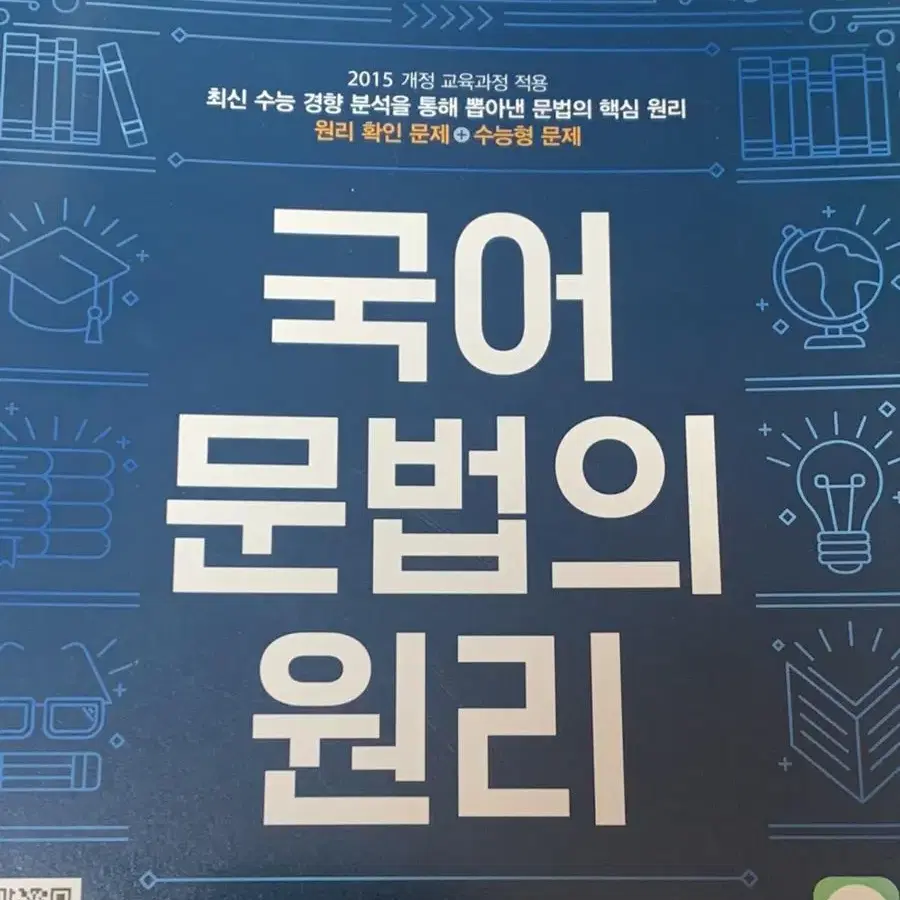 2015 개정 교육과정 적용
최신 수능 경향 분석을 통해 뽑아낸 문법의 핵심 원리
원리 확인 문제 + 수능형 문제
국어
문법의
원리